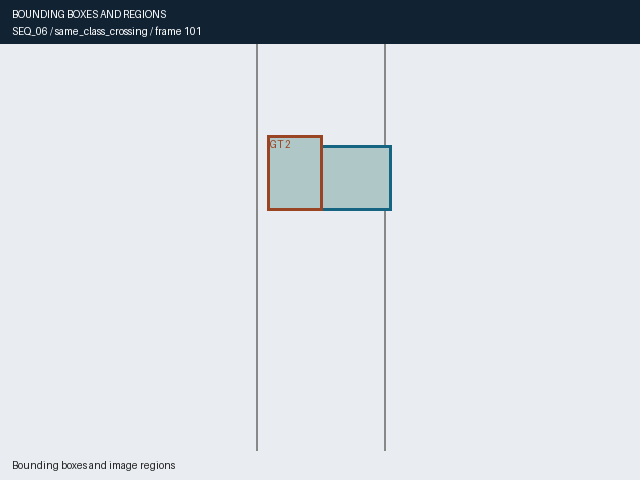 BOUNDING BOXES AND REGIONS
SEQ_06 / same_class_crossing / frame 101
GT 2
Bounding boxes and image regions